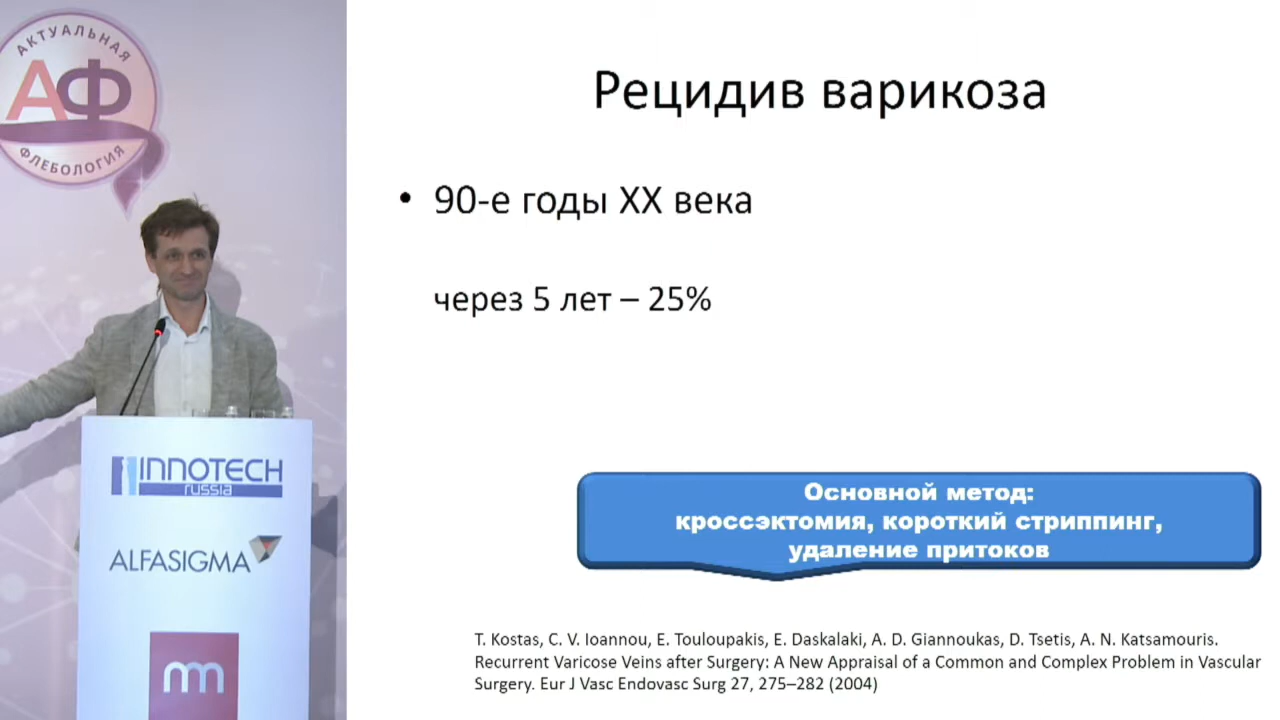 АКТУАЛЬНАЯ
АФ
ФЛЕБОЛОГИЯ
INNOTECH
russia
ALFASIGMA
Рецидив варикоза
• 90-е годы XX века
через 5 лет – 25%
Основной метод:
кроссэктомия, короткий стриппинг,
удаление притоков
T. Kostas, C. V. Ioannou, E. Touloupakis, E. Daskalaki, A. D. Giannoukas, D. Tsetis, A. N. Katsamouris.
Recurrent Varicose Veins after Surgery: A New Appraisal of a Common and Complex Problem in Vascular
Surgery. Eur J Vasc Endovasc Surg 27, 275–282 (2004)